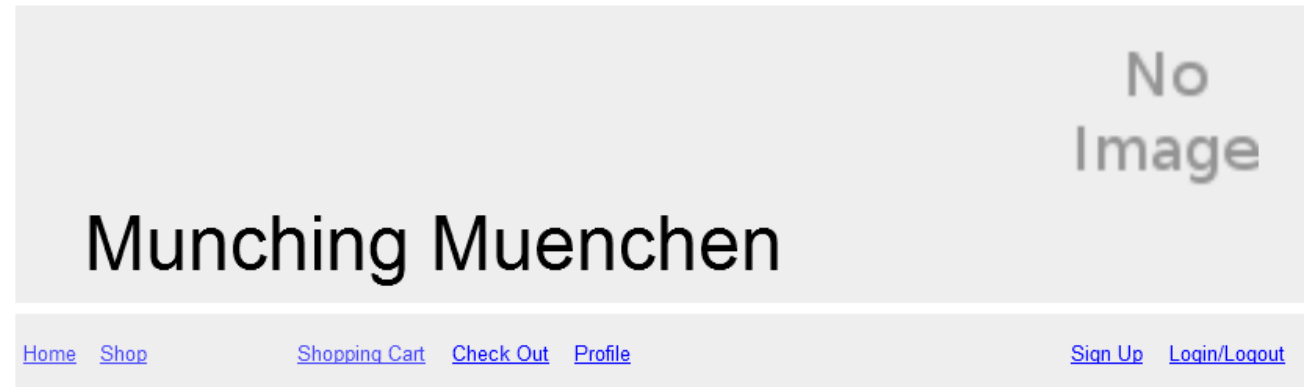 No
Image
Munching Muenchen
Home Shop Shopping Cart Check Out Profile Sign Up Login/Logout